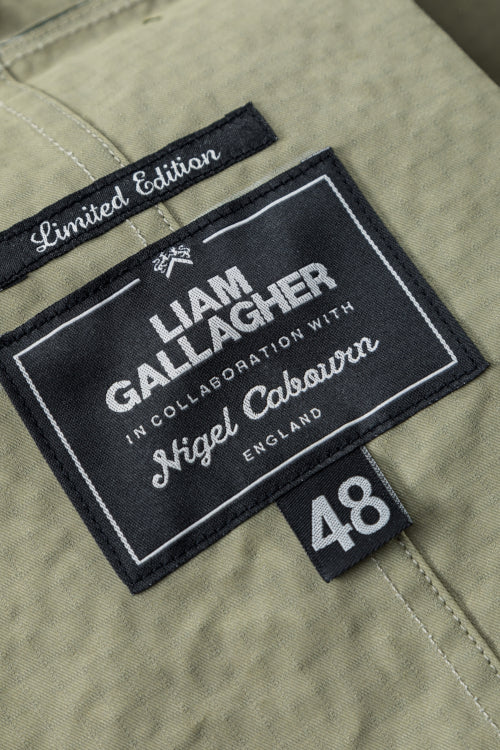 Limited Edition
LIAM
GALLAGHER
IN COLLABORATION WITH
Nigel Cabourn
ENGLAND
48